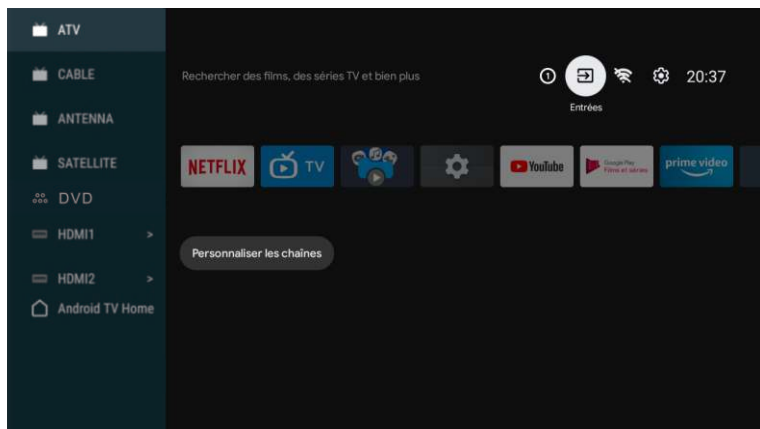 ATV
CABLE
ANTENNA
SATELLITE
DVD
HDMI1 >
HDMI2 >
Android TV Home
Rechercher des films, des séries TV et bien plus
1
20:37
Entrées
NETFLIX
TV
YouTube
Google Play
Films et séries
prime video
Personnaliser les chaînes